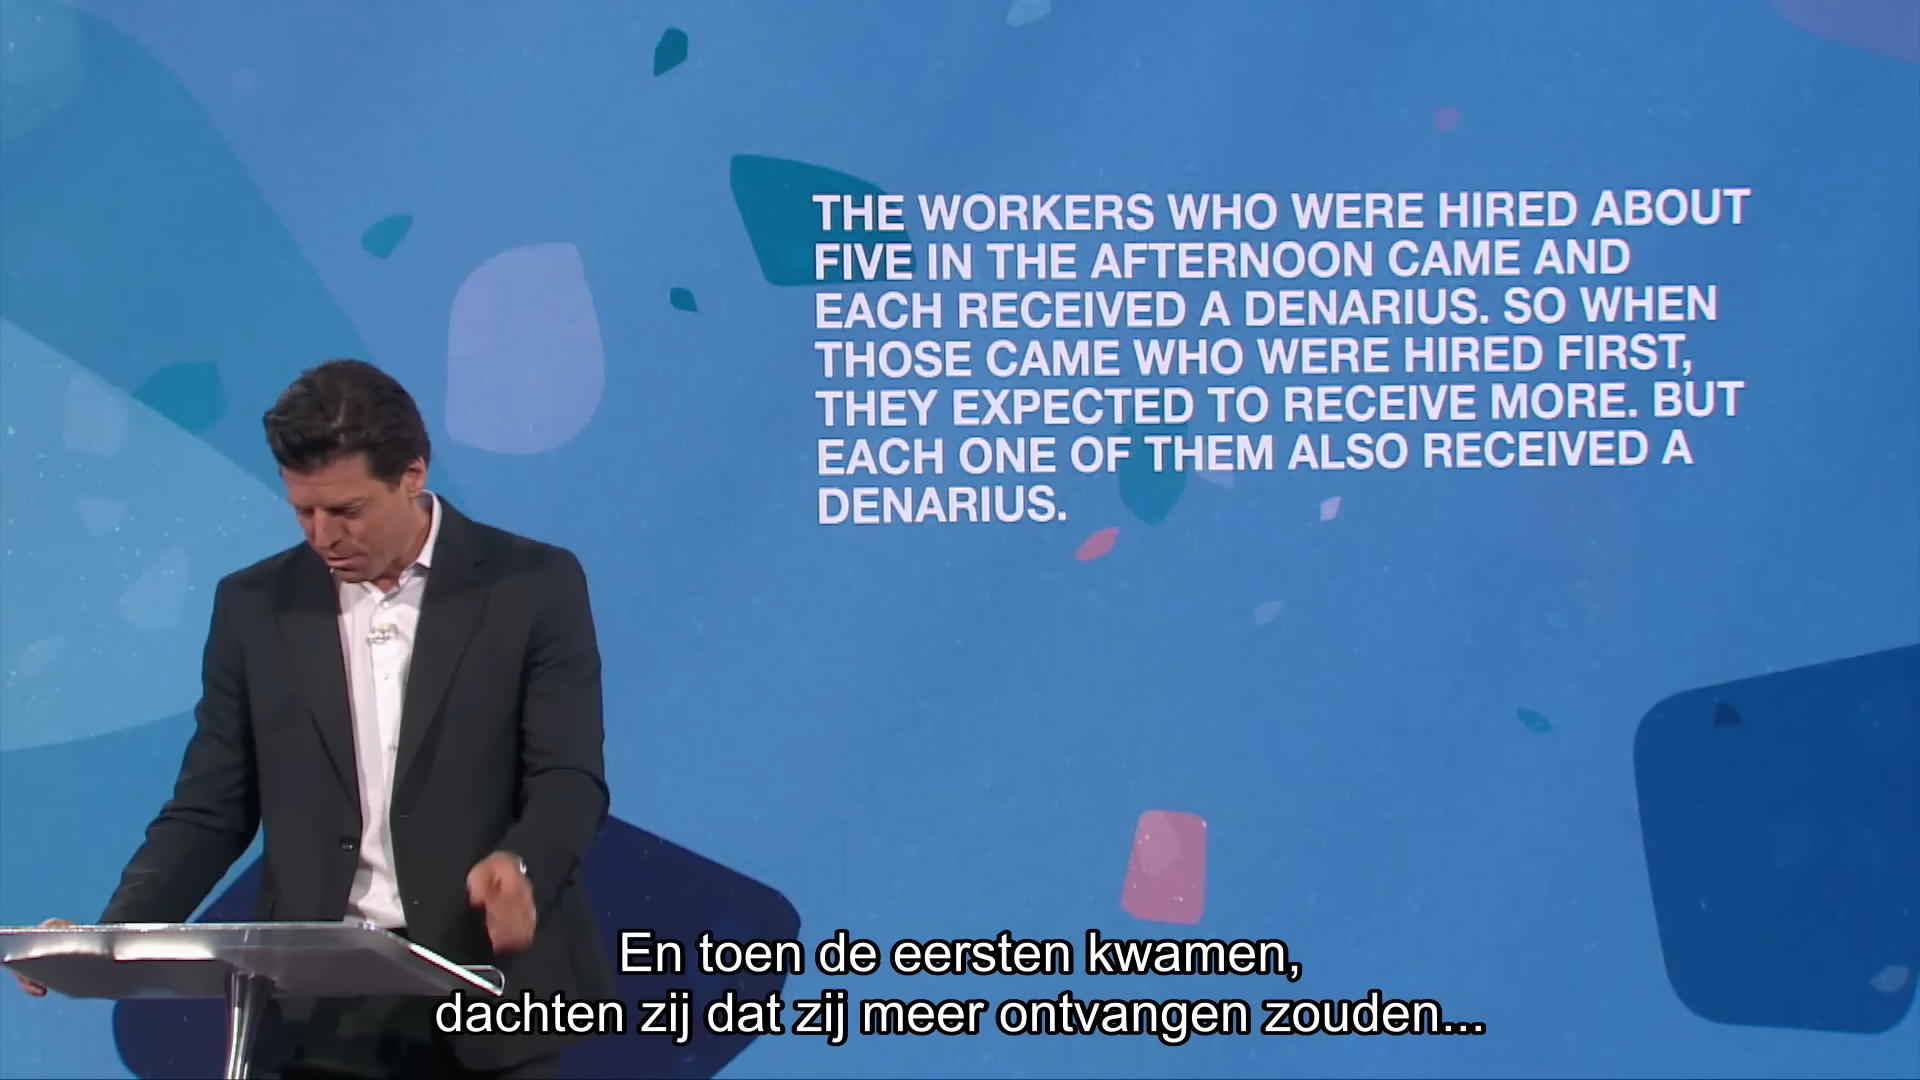 THE WORKERS WHO WERE HIRED ABOUT
FIVE IN THE AFTERNOON CAME AND
EACH RECEIVED A DENARIUS. SO WHEN
THOSE CAME WHO WERE HIRED FIRST,
THEY EXPECTED TO RECEIVE MORE. BUT
EACH ONE OF THEM ALSO RECEIVED A
DENARIUS.
En toen de eersten kwamen,
dachten zij dat zij meer ontvangen zouden...